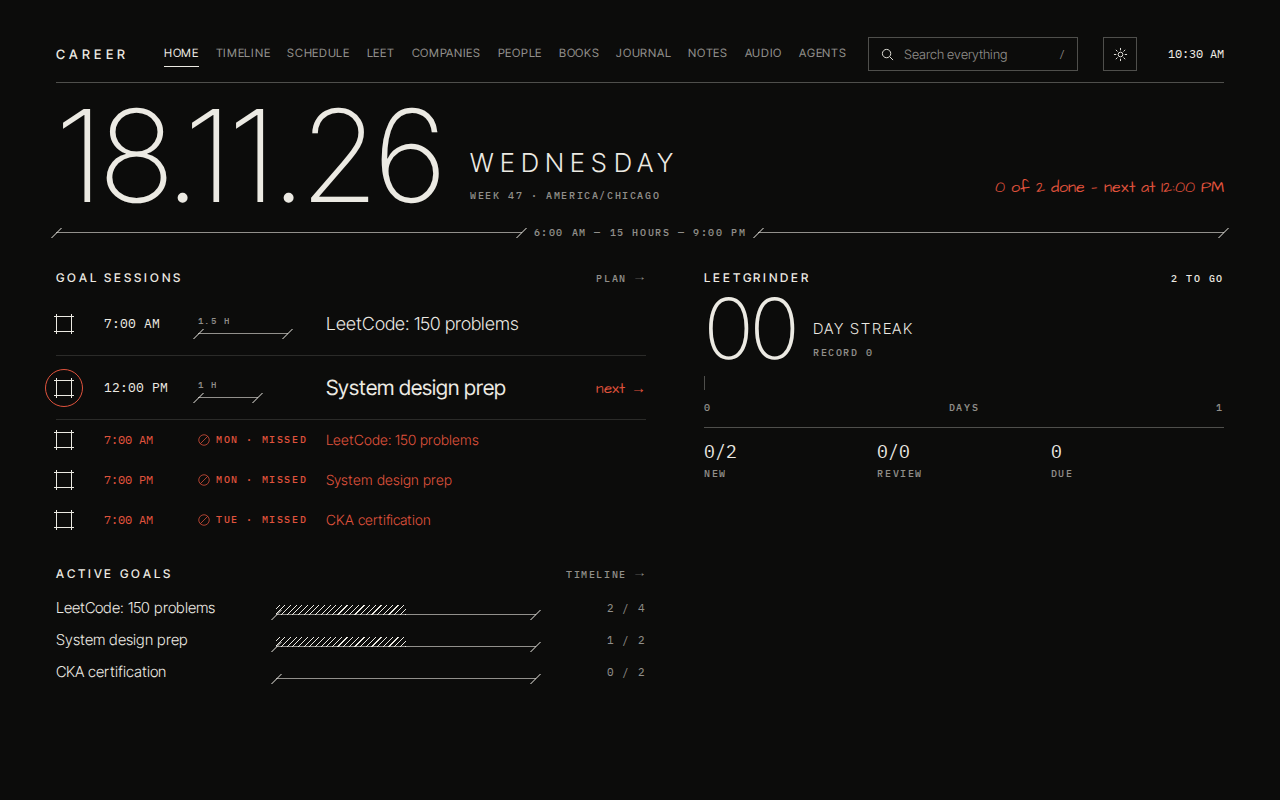 CAREER HOME TIMELINE SCHEDULE LEET COMPANIES PEOPLE BOOKS JOURNAL NOTES AUDIO AGENTS Search everything / 10:30 AM
18.11.26
WEDNESDAY
WEEK 47 · AMERICA/CHICAGO
0 of 2 done - next at 12:00 PM
6:00 AM — 15 HOURS — 9:00 PM
GOAL SESSIONS PLAN →
7:00 AM 1.5 H LeetCode: 150 problems
12:00 PM 1 H System design prep next →
7:00 AM MON · MISSED LeetCode: 150 problems
7:00 PM MON · MISSED System design prep
7:00 AM TUE · MISSED CKA certification
ACTIVE GOALS TIMELINE →
LeetCode: 150 problems 2 / 4
System design prep 1 / 2
CKA certification 0 / 2
LEETGRINDER 2 TO GO
00 DAY STREAK
RECORD 0
0 DAYS 1
0/2 0/0 0
NEW REVIEW DUE